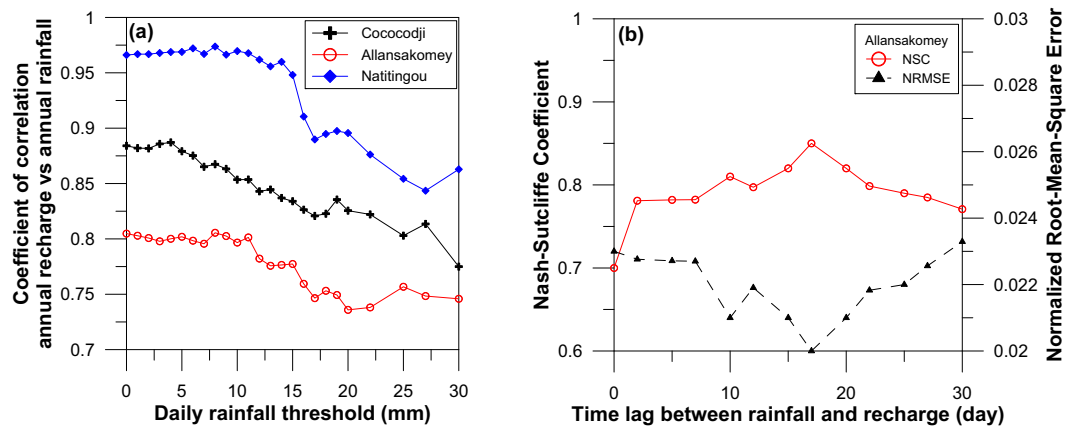 (a)
Cococodji
Allansakomey
Natitingou
1
0.95
0.9
0.85
0.8
0.75
0.7
Coefficient of correlation
annual recharge vs annual rainfall
0 5 10 15 20 25 30
Daily rainfall threshold (mm)
(b)
Allansakomey
NSC
NRMSE
1
0.9
0.8
0.7
0.6
Nash-Sutcliffe Coefficient
0.03
0.028
0.026
0.024
0.022
0.02
Normalized Root-Mean-Square Error
0 10 20 30
Time lag between rainfall and recharge (day)